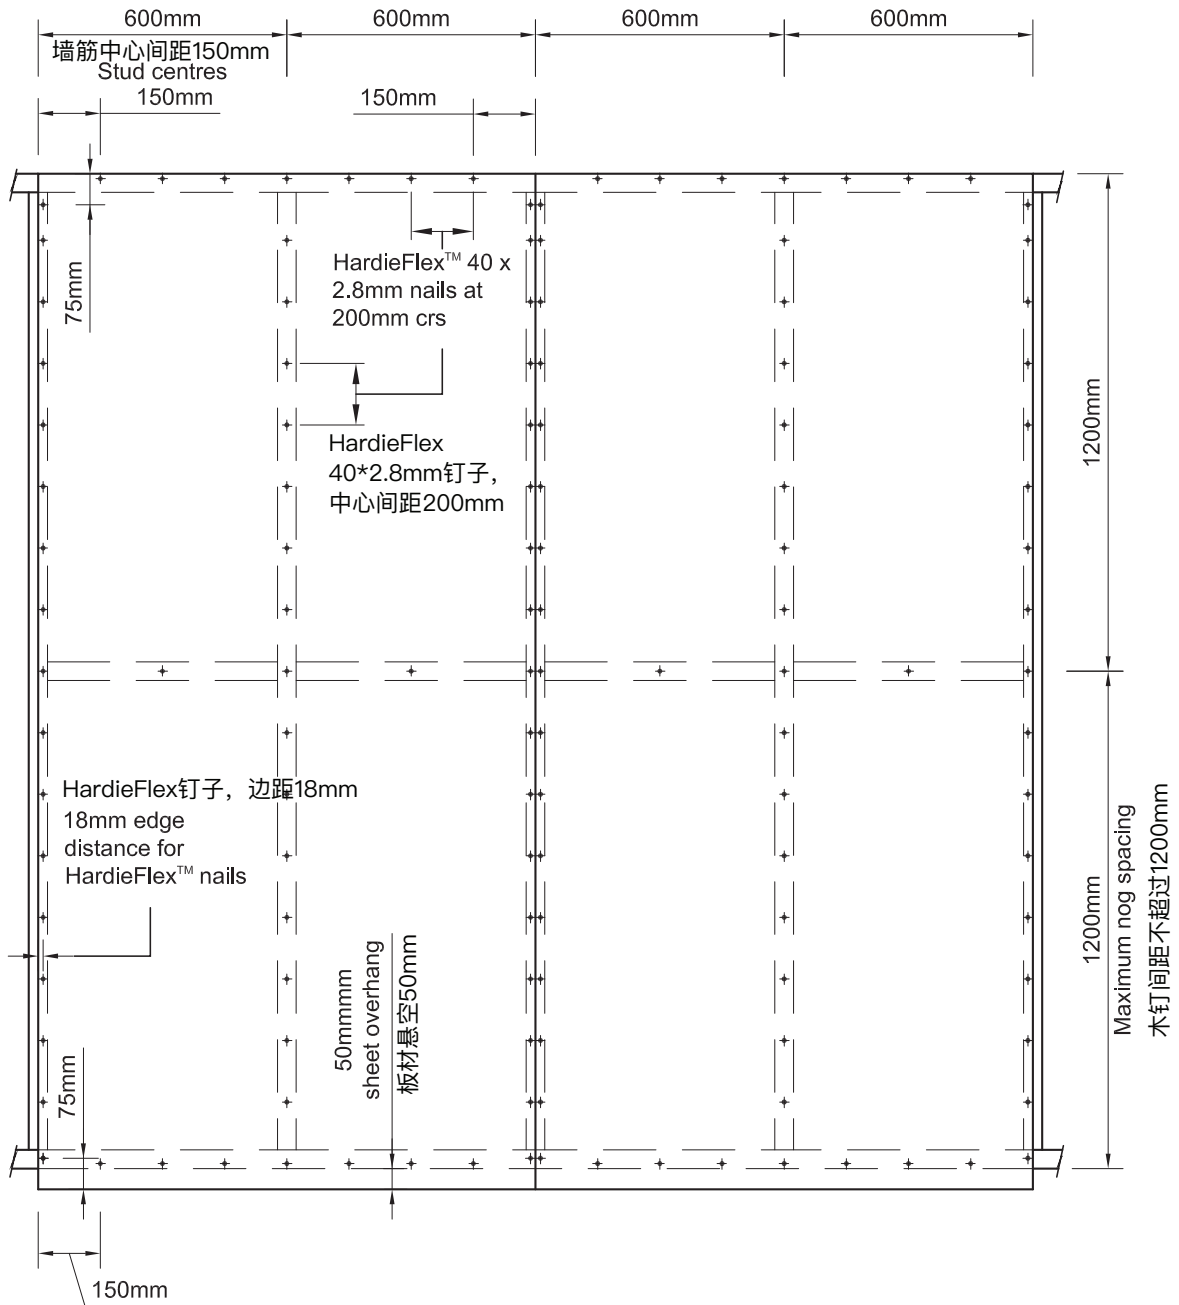 600mm
600mm
600mm
600mm
墙筋中心间距150mm
Stud centres
150mm
150mm
75mm
HardieFlex™ 40 x
2.8mm nails at
200mm crs
HardieFlex
40*2.8mm钉子，
中心间距200mm
1200mm
HardieFlex钉子，边距18mm
18mm edge
distance for
HardieFlex™ nails
50mmmm
sheet overhang
板材悬空50mm
75mm
1200mm
Maximum nog spacing
木钉间距不超过1200mm
150mm